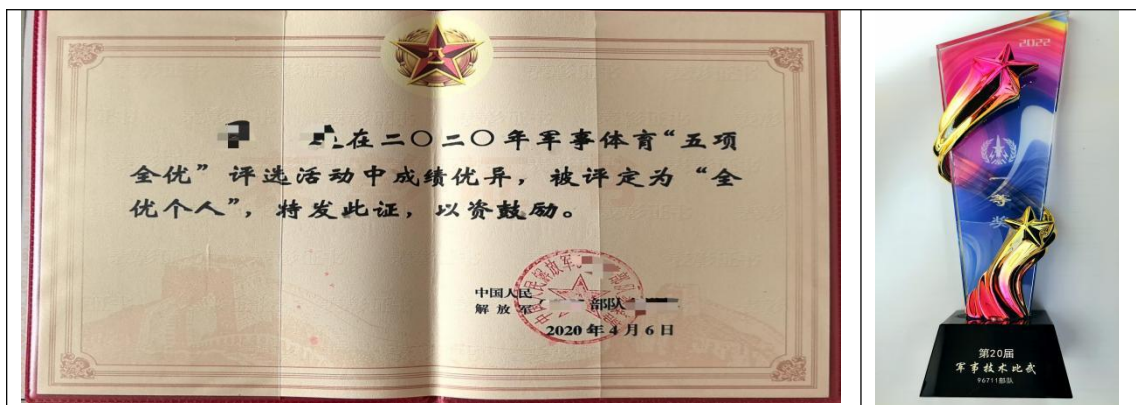 在二〇二〇年军事体育“五项
全优”评选活动中成绩优异，被评定为“全
优个人”，特发此证，以资鼓励。
中国人民
解放军
部队
2020年4月6日
2022
一等奖
第20届
军事技术比武
96711部队